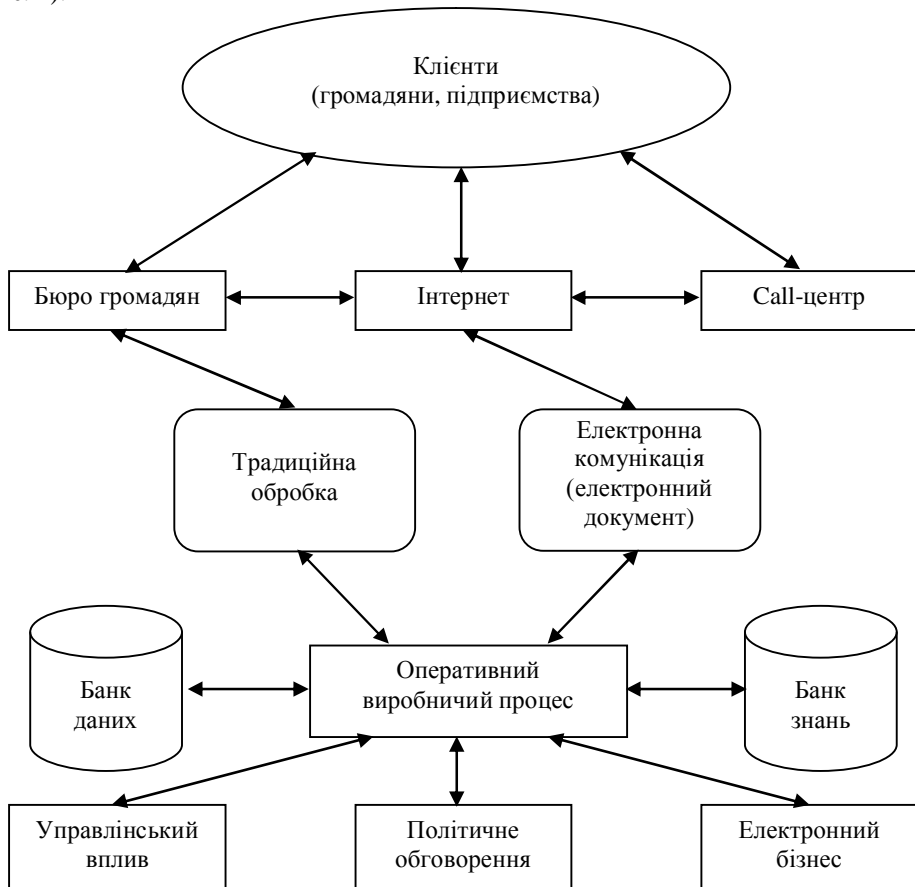 Клієнти
(громадяни, підприємства)
Бюро громадян
Інтернет
Call-центр
Традиційна
обробка
Електронна
комунікація
(електронний
документ)
Банк
даних
Оперативний
виробничий процес
Банк
знань
Управлінський
вплив
Політичне
обговорення
Електронний
бізнес